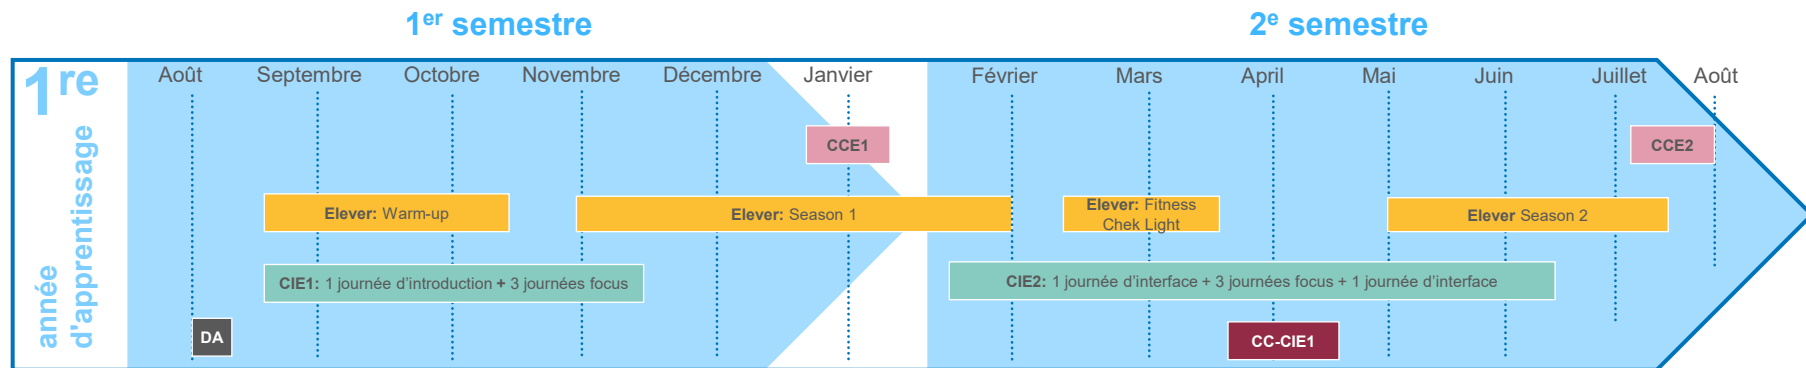 1er semestre
2e semestre
1re
année
d'apprentissage
Août
Septembre
Octobre
Novembre
Décembre
Janvier
Février
Mars
April
Mai
Juin
Juillet
Août
CCE1
CCE2
Elever: Warm-up
Elever: Season 1
Elever: Fitness
Chek Light
Elever Season 2
CIE1: 1 journée d'introduction + 3 journées focus
CIE2: 1 journée d'interface + 3 journées focus + 1 journée d'interface
DA
CC-CIE1